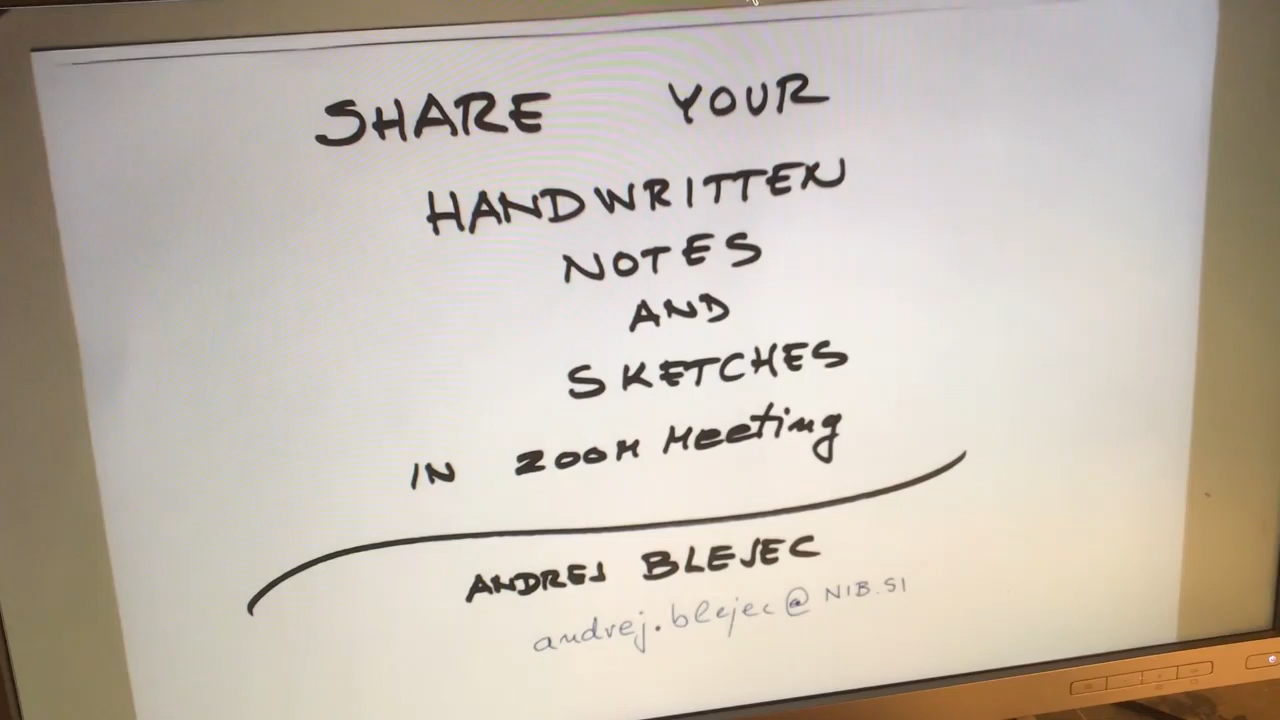 SHARE YOUR
HANDWRITTEN
NOTES
AND
SKETCHES
IN ZOOM Meeting
ANDREJ BLEJEC
andrej.blejec@NIB.SI